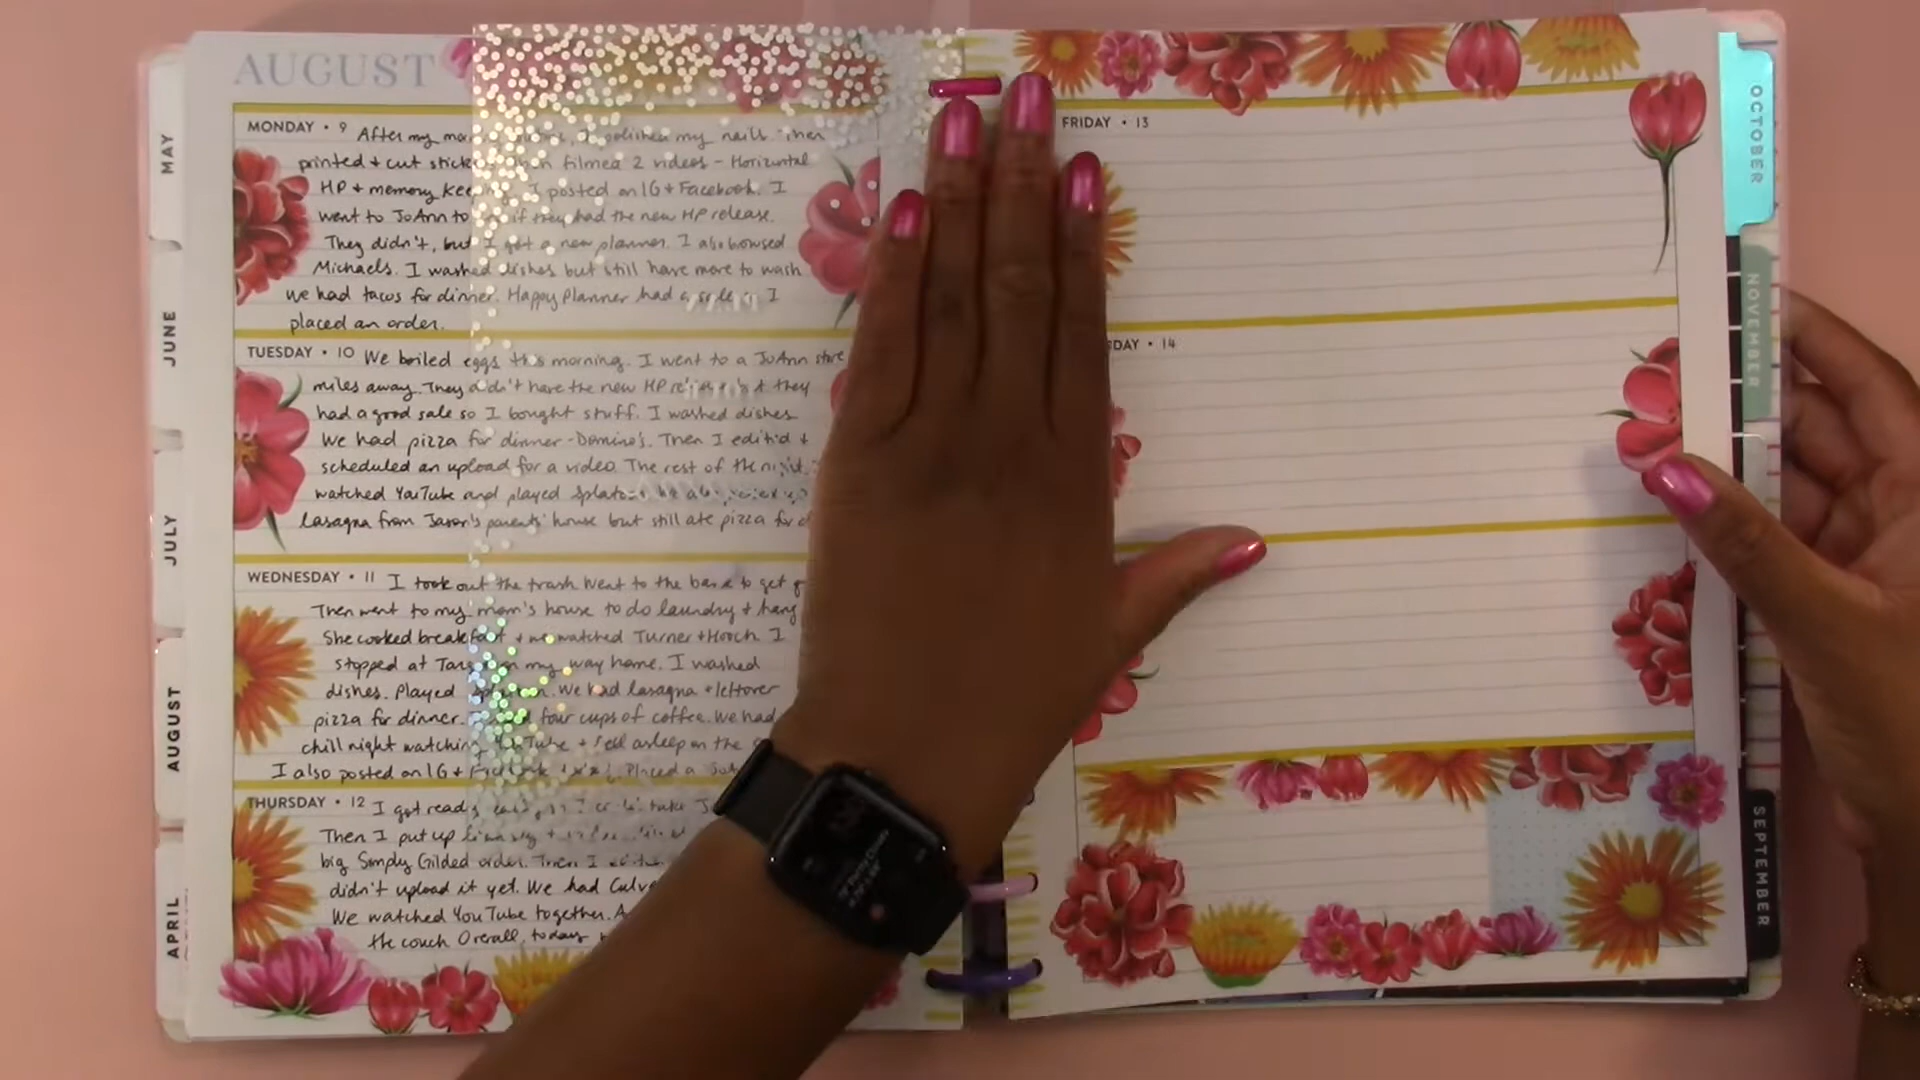 AUGUST
MONDAY • 9 After my , I polished my nails. Then
printed + cut Then filmed 2 videos - Horizontal
HP + memory I posted on IG + Facebook. I
went to JoAnn to if they had the new HP release.
They didn't, but I got a new planner. I also browsed
Michaels. I washed dishes but still have more to wash
we had tacos for dinner. Happy Planner had a sale I
placed an order.
TUESDAY • 10 We boiled eggs this morning. I went to a JoAnn store
miles away. They didn't have the new HP but they
had a good sale so I bought stuff. I washed dishes
We had pizza for dinner - Domino's. Then I edited +
scheduled an upload for a video. The rest of the night, I
watched YouTube and played
lasagna from Jason's parents' house but still ate pizza for
WEDNESDAY • 11 I took out the trash went to the bank to get
Then went to my mom's house to do laundry + hang
She cooked breakfast + we watched Turner + Hooch I
stopped at on my way home. I washed
dishes. Played We had lasagna + leftover
pizza for dinner. four cups of coffee. We had
chill night watching YouTube + fell asleep on the
I also posted on IG + Placed a
THURSDAY • 12 I got ready
Then I put up
big Simply Gilded order. Then I
didn't upload it yet. We had
We watched YouTube together.
the couch Overall, today
FRIDAY • 13
DAY • 14
MAY
JUNE
JULY
AUGUST
APRIL
OCTOBER
NOVEMBER
SEPTEMBER